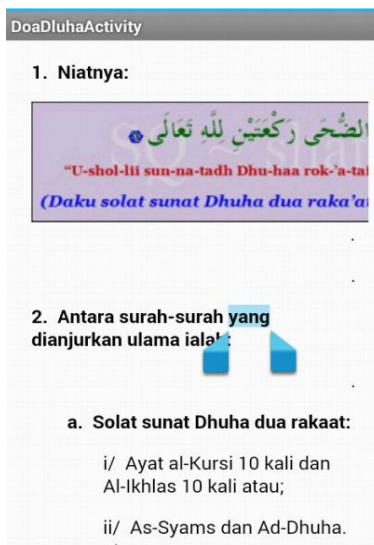 DoaDluhaActivity
1. Niatnya:
الضُّحَى رَكْعَتَيْنِ لِلَّهِ تَعَالَى
“U-shol-lii sun-na-tadh Dhu-haa rok-'a-tai
(Daku solat sunat Dhuha dua raka’a
.
.
2. Antara surah-surah yang
dianjurkan ulama ialah:
.
a. Solat sunat Dhuha dua rakaat:
i/ Ayat al-Kursi 10 kali dan
Al-Ikhlas 10 kali atau;
ii/ As-Syams dan Ad-Dhuha.